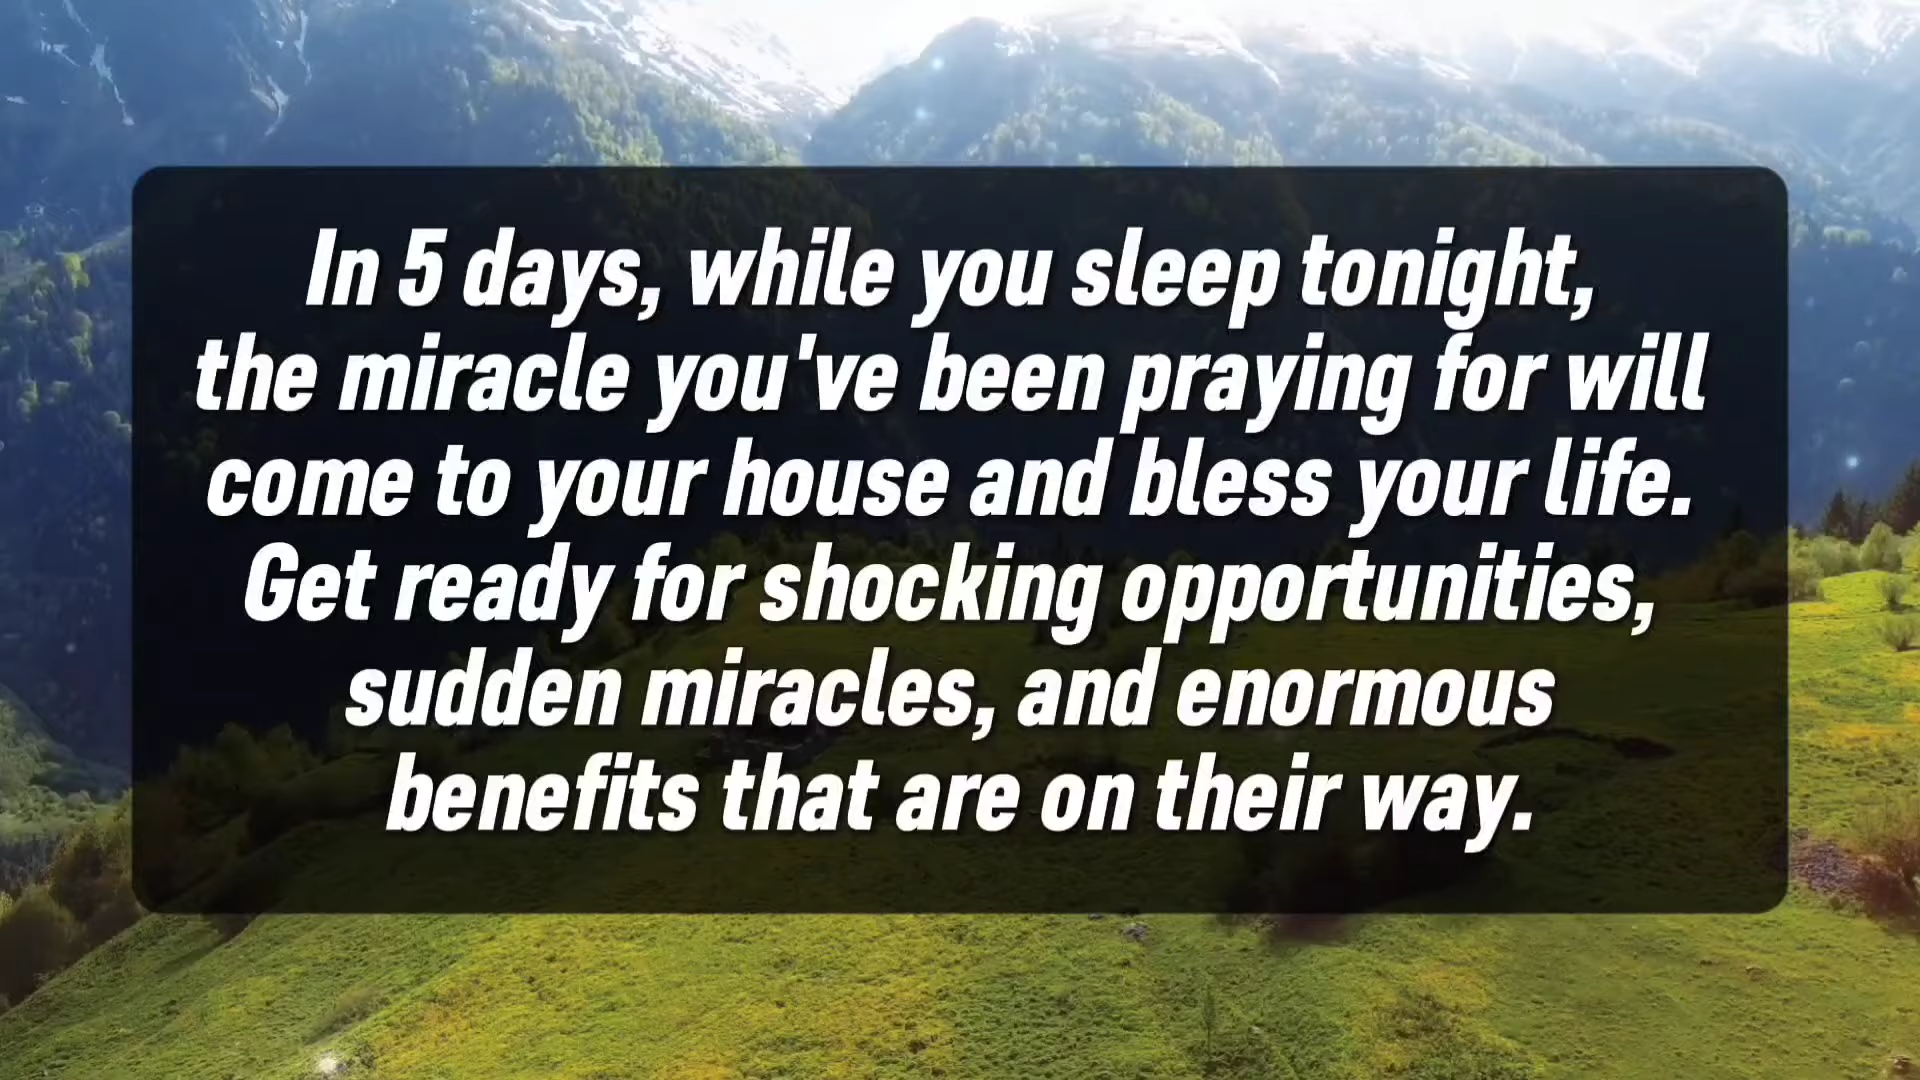 In 5 days, while you sleep tonight,
the miracle you've been praying for will
come to your house and bless your life.
Get ready for shocking opportunities,
sudden miracles, and enormous
benefits that are on their way.